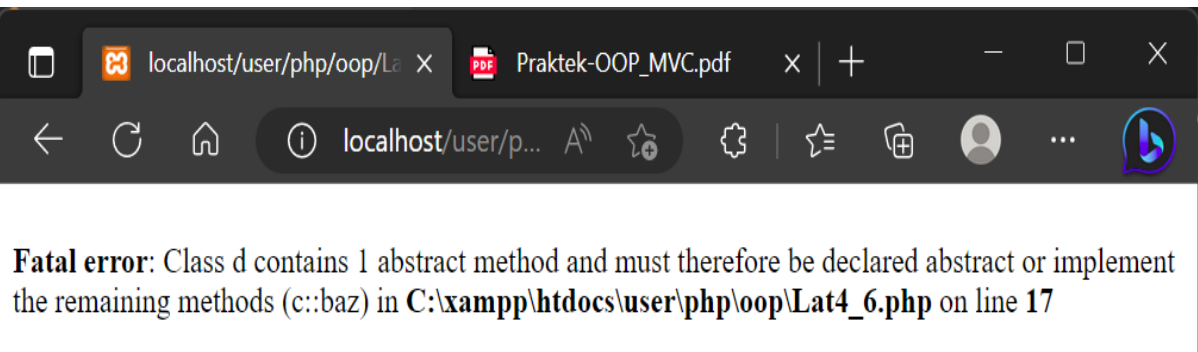 localhost/user/php/oop/La
Praktek-OOP_MVC.pdf
localhost/user/p...
Fatal error: Class d contains 1 abstract method and must therefore be declared abstract or implement
the remaining methods (c::baz) in C:\xampp\htdocs\user\php\oop\Lat4_6.php on line 17